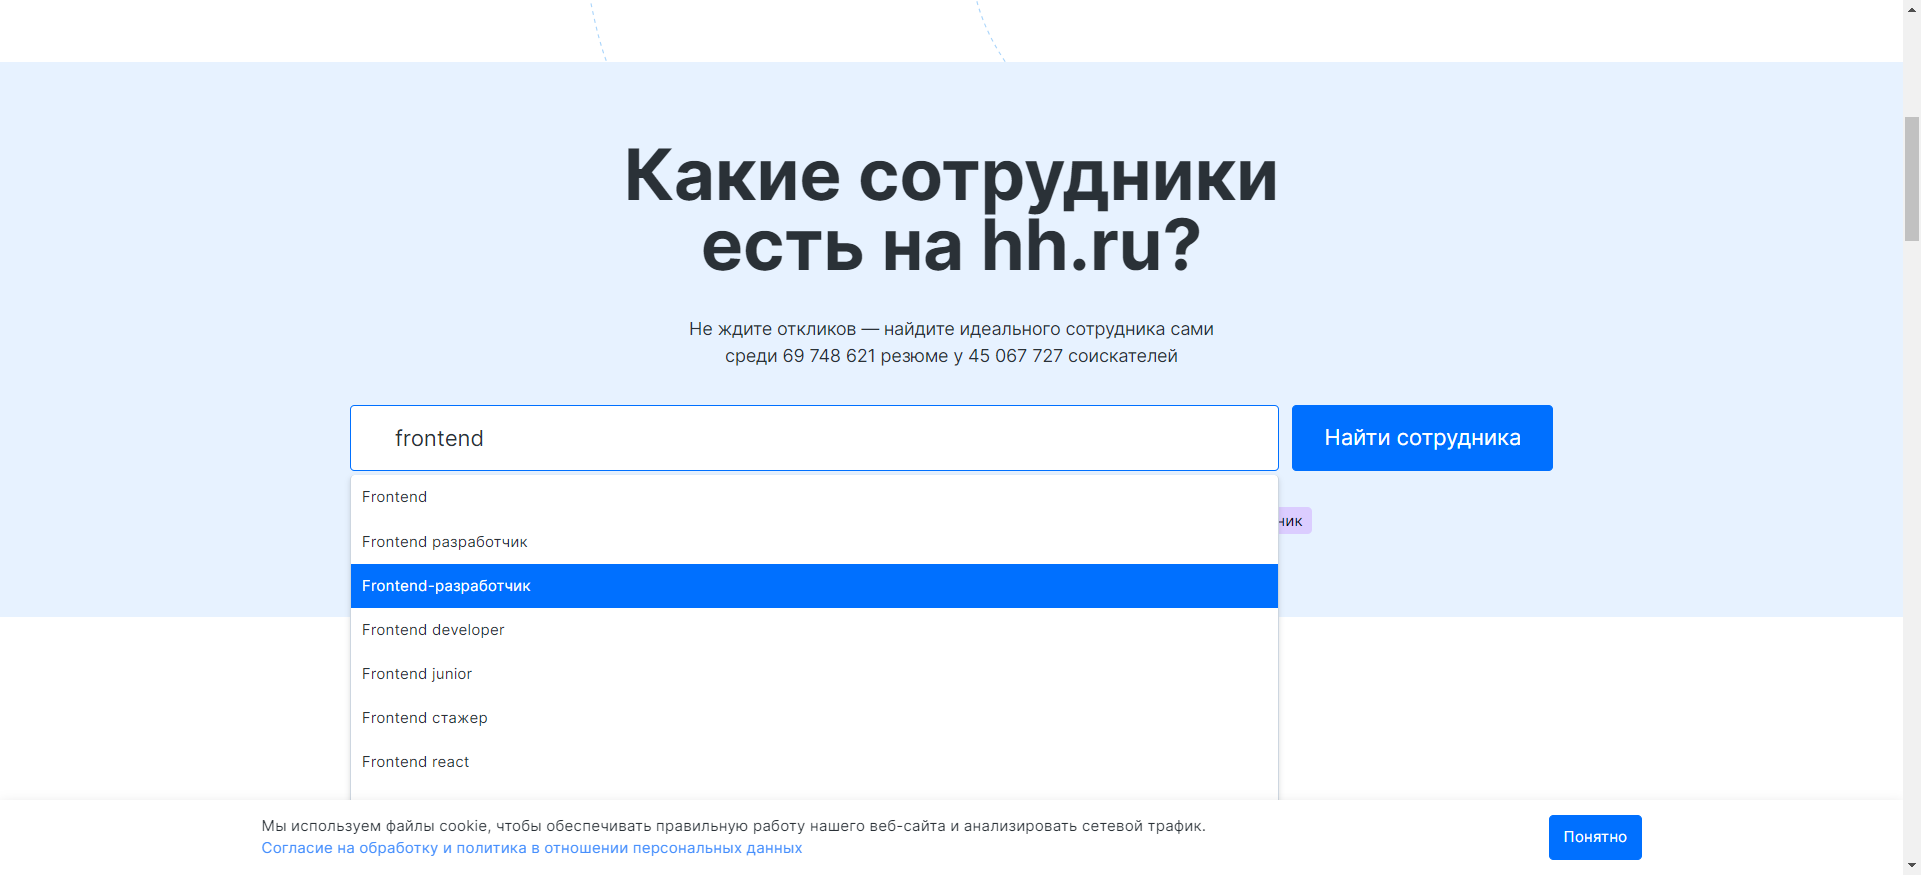 Какие сотрудники
есть на hh.ru?
Не ждите откликов — найдите идеального сотрудника сами
среди 69 748 621 резюме у 45 067 727 соискателей
frontend
Найти сотрудника
Frontend
Frontend разработчик
Frontend-разработчик
Frontend developer
Frontend junior
Frontend стажер
Frontend react
Мы используем файлы cookie, чтобы обеспечивать правильную работу нашего веб-сайта и анализировать сетевой трафик.
Согласие на обработку и политика в отношении персональных данных
Понятно